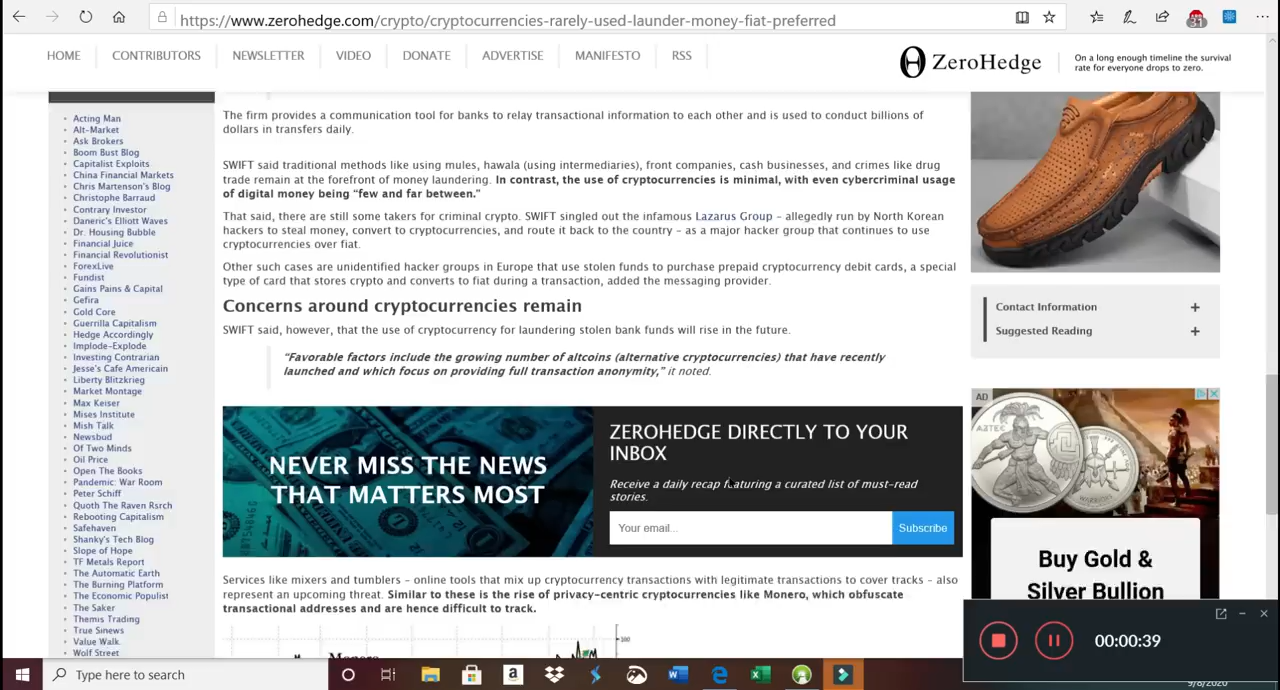 https://www.zerohedge.com/crypto/cryptocurrencies-rarely-used-launder-money-fiat-preferred
31
HOME
CONTRIBUTORS
NEWSLETTER
VIDEO
DONATE
ADVERTISE
MANIFESTO
RSS
ZeroHedge
On a long enough timeline the survival
rate for everyone drops to zero.
Acting Man
Alt-Market
Ask Brokers
Boom Bust Blog
Capitalist Exploits
China Financial Markets
Chris Martenson's Blog
Christophe Barraud
Contrary Investor
Daneric's Elliott Waves
Dr. Housing Bubble
Financial Juice
Financial Revolutionist
ForexLive
Fundist
Gains Pains & Capital
Gefira
Gold Core
Guerrilla Capitalism
Hedge Accordingly
Implode-Explode
Investing Contrarian
Jesse's Cafe Americain
Liberty Blitzkrieg
Market Montage
Max Keiser
Mises Institute
Mish Talk
Newsbud
Of Two Minds
Oil Price
Open The Books
Pandemic: War Room
Peter Schiff
Quoth The Raven Rsrch
Rebooting Capitalism
Safehaven
Shanky's Tech Blog
Slope of Hope
TF Metals Report
The Automatic Earth
The Burning Platform
The Economic Populist
The Saker
Themis Trading
True Sinews
Value Walk
Wolf Street
The firm provides a communication tool for banks to relay transactional information to each other and is used to conduct billions of
dollars in transfers daily.
SWIFT said traditional methods like using mules, hawala (using intermediaries), front companies, cash businesses, and crimes like drug
trade remain at the forefront of money laundering. In contrast, the use of cryptocurrencies is minimal, with even cybercriminal usage
of digital money being “few and far between.”
That said, there are still some takers for criminal crypto. SWIFT singled out the infamous Lazarus Group – allegedly run by North Korean
hackers to steal money, convert to cryptocurrencies, and route it back to the country – as a major hacker group that continues to use
cryptocurrencies over fiat.
Other such cases are unidentified hacker groups in Europe that use stolen funds to purchase prepaid cryptocurrency debit cards, a special
type of card that stores crypto and converts to fiat during a transaction, added the messaging provider.
Concerns around cryptocurrencies remain
SWIFT said, however, that the use of cryptocurrency for laundering stolen bank funds will rise in the future.
“Favorable factors include the growing number of altcoins (alternative cryptocurrencies) that have recently
launched and which focus on providing full transaction anonymity,” it noted.
NEVER MISS THE NEWS
THAT MATTERS MOST
ZEROHEDGE DIRECTLY TO YOUR
INBOX
Receive a daily recap featuring a curated list of must-read
stories.
Your email...
Subscribe
Services like mixers and tumblers – online tools that mix up cryptocurrency transactions with legitimate transactions to cover tracks – also
represent an upcoming threat. Similar to these is the rise of privacy-centric cryptocurrencies like Monero, which obfuscate
transactional addresses and are hence difficult to track.
Monero
100
Contact Information
Suggested Reading
AD
AZTEC
Buy Gold &
Silver Bullion
00:00:39
Type here to search
9/8/2020